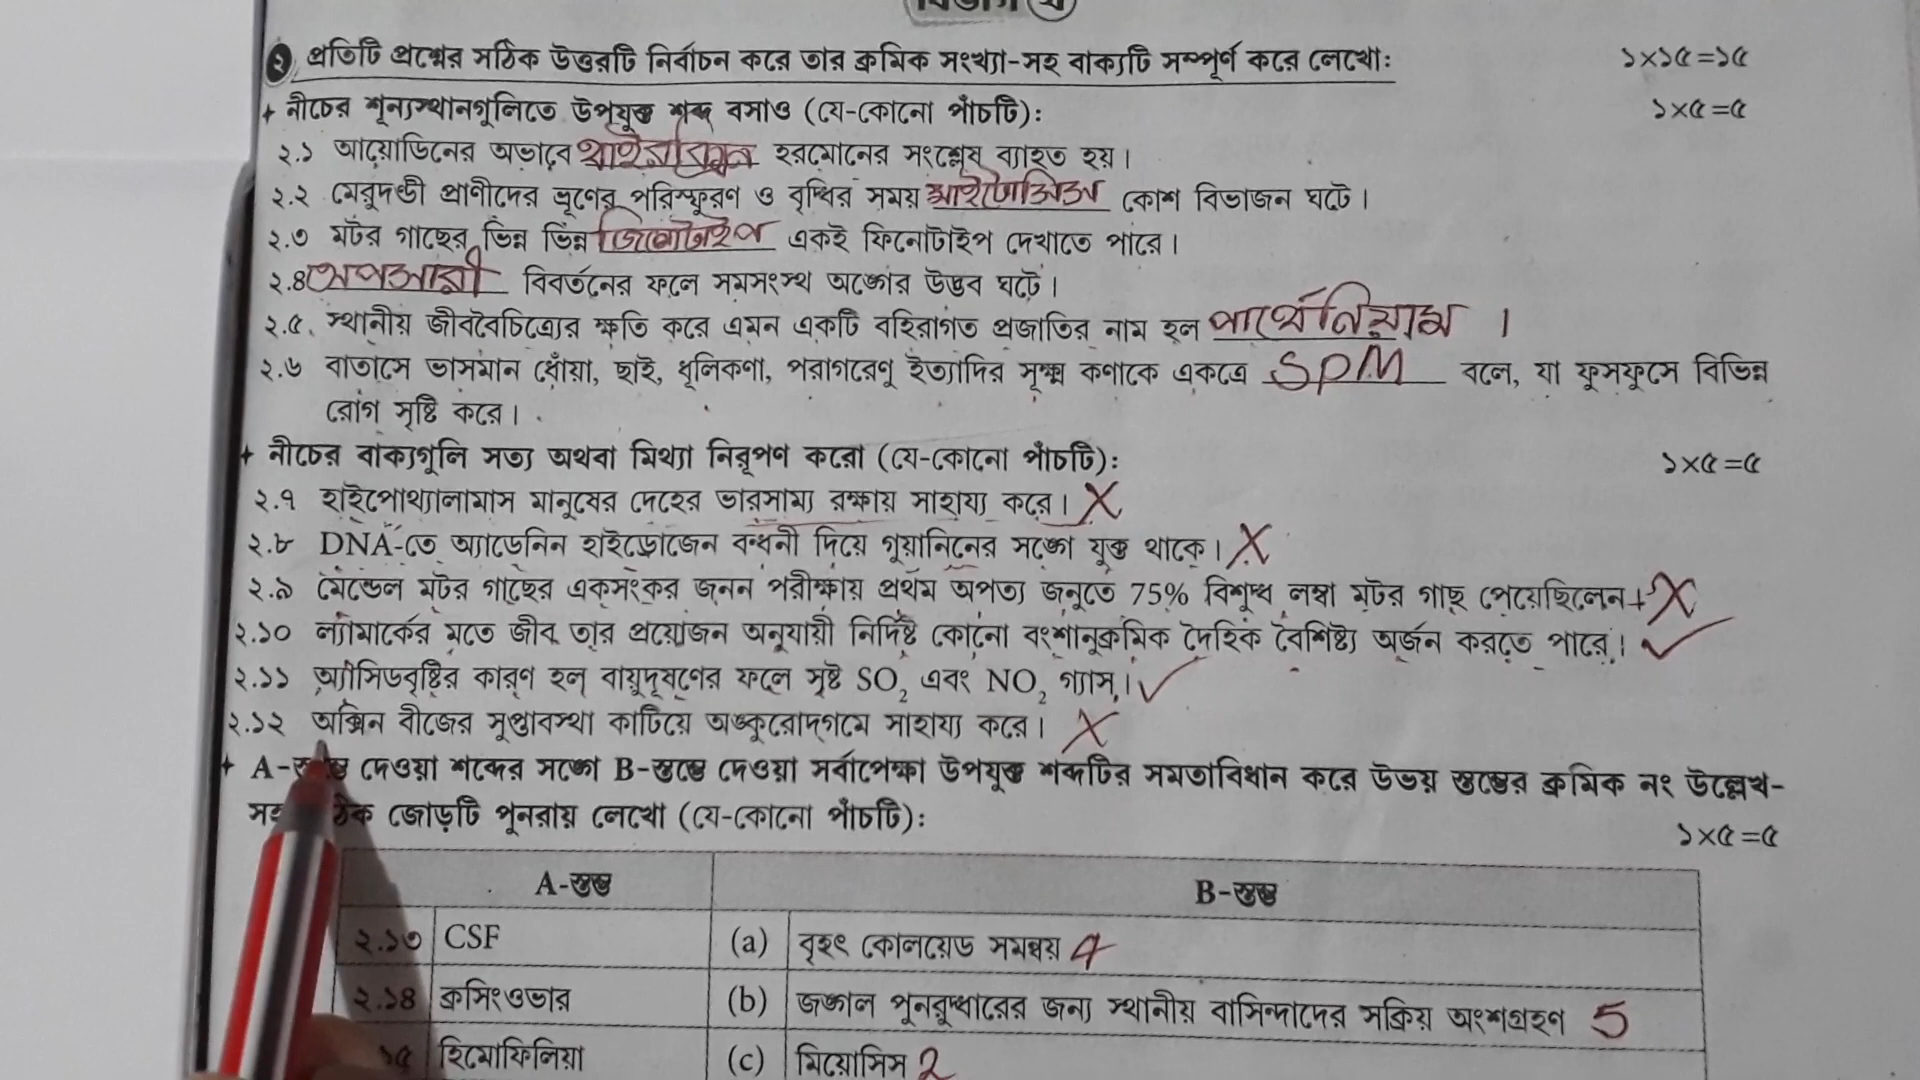 বিভাগ খ
২ প্রতিটি প্রশ্নের সঠিক উত্তরটি নির্বাচন করে তার ক্রমিক সংখ্যা-সহ বাক্যটি সম্পূর্ণ করে লেখো: ১×১৫=১৫
নীচের শূন্যস্থানগুলিতে উপযুক্ত শব্দ বসাও (যে-কোনো পাঁচটি): ১×৫=৫
২.১ আয়োডিনের অভাবে থাইরক্সিন হরমোনের সংশ্লেষ ব্যাহত হয়।
২.২ মেরুদণ্ডী প্রাণীদের ভ্রূণের পরিস্ফুরণ ও বৃদ্ধির সময় মাইটোসিস কোশ বিভাজন ঘটে।
২.৩ মটর গাছের ভিন্ন ভিন্ন জিনোটাইপ একই ফিনোটাইপ দেখাতে পারে।
২.৪ অপসারী বিবর্তনের ফলে সমসংস্থ অঙ্গের উদ্ভব ঘটে।
২.৫ স্থানীয় জীববৈচিত্র্যের ক্ষতি করে এমন একটি বহিরাগত প্রজাতির নাম হল পার্থেনিয়াম ।
২.৬ বাতাসে ভাসমান ধোঁয়া, ছাই, ধূলিকণা, পরাগরেণু ইত্যাদির সূক্ষ্ম কণাকে একত্রে SPM বলে, যা ফুসফুসে বিভিন্ন
রোগ সৃষ্টি করে।
নীচের বাক্যগুলি সত্য অথবা মিথ্যা নিরূপণ করো (যে-কোনো পাঁচটি): ১×৫=৫
২.৭ হাইপোথ্যালামাস মানুষের দেহের ভারসাম্য রক্ষায় সাহায্য করে। X
২.৮ DNA-তে অ্যাডেনিন হাইড্রোজেন বন্ধনী দিয়ে গুয়ানিনের সঙ্গে যুক্ত থাকে। X
২.৯ মেন্ডেল মটর গাছের একসংকর জনন পরীক্ষায় প্রথম অপত্য জনুতে 75% বিশুদ্ধ লম্বা মটর গাছ পেয়েছিলেন। X
২.১০ ল্যামার্কের মতে জীব তার প্রয়োজন অনুযায়ী নির্দিষ্ট কোনো বংশানুক্রমিক দৈহিক বৈশিষ্ট্য অর্জন করতে পারে। ✓
২.১১ অ্যাসিডবৃষ্টির কারণ হল বায়ুদূষণের ফলে সৃষ্ট SO₂ এবং NO₂ গ্যাস। ✓
২.১২ অক্সিন বীজের সুপ্তাবস্থা কাটিয়ে অঙ্কুরোদ্‌গমে সাহায্য করে। X
A-স্তম্ভে দেওয়া শব্দের সঙ্গে B-স্তম্ভে দেওয়া সর্বাপেক্ষা উপযুক্ত শব্দটির সমতাবিধান করে উভয় স্তম্ভের ক্রমিক নং উল্লেখ-
জোড়টি পুনরায় লেখো (যে-কোনো পাঁচটি): ১×৫=৫
A-স্তম্ভ B-স্তম্ভ
২.১৩ CSF (a) বৃহৎ কোলয়েড সমন্বয় 4
২.১৪ ক্রসিংওভার (b) জঙ্গল পুনরুদ্ধারের জন্য স্থানীয় বাসিন্দাদের সক্রিয় অংশগ্রহণ 5
১৫ হিমোফিলিয়া (c) মিয়োসিস 2